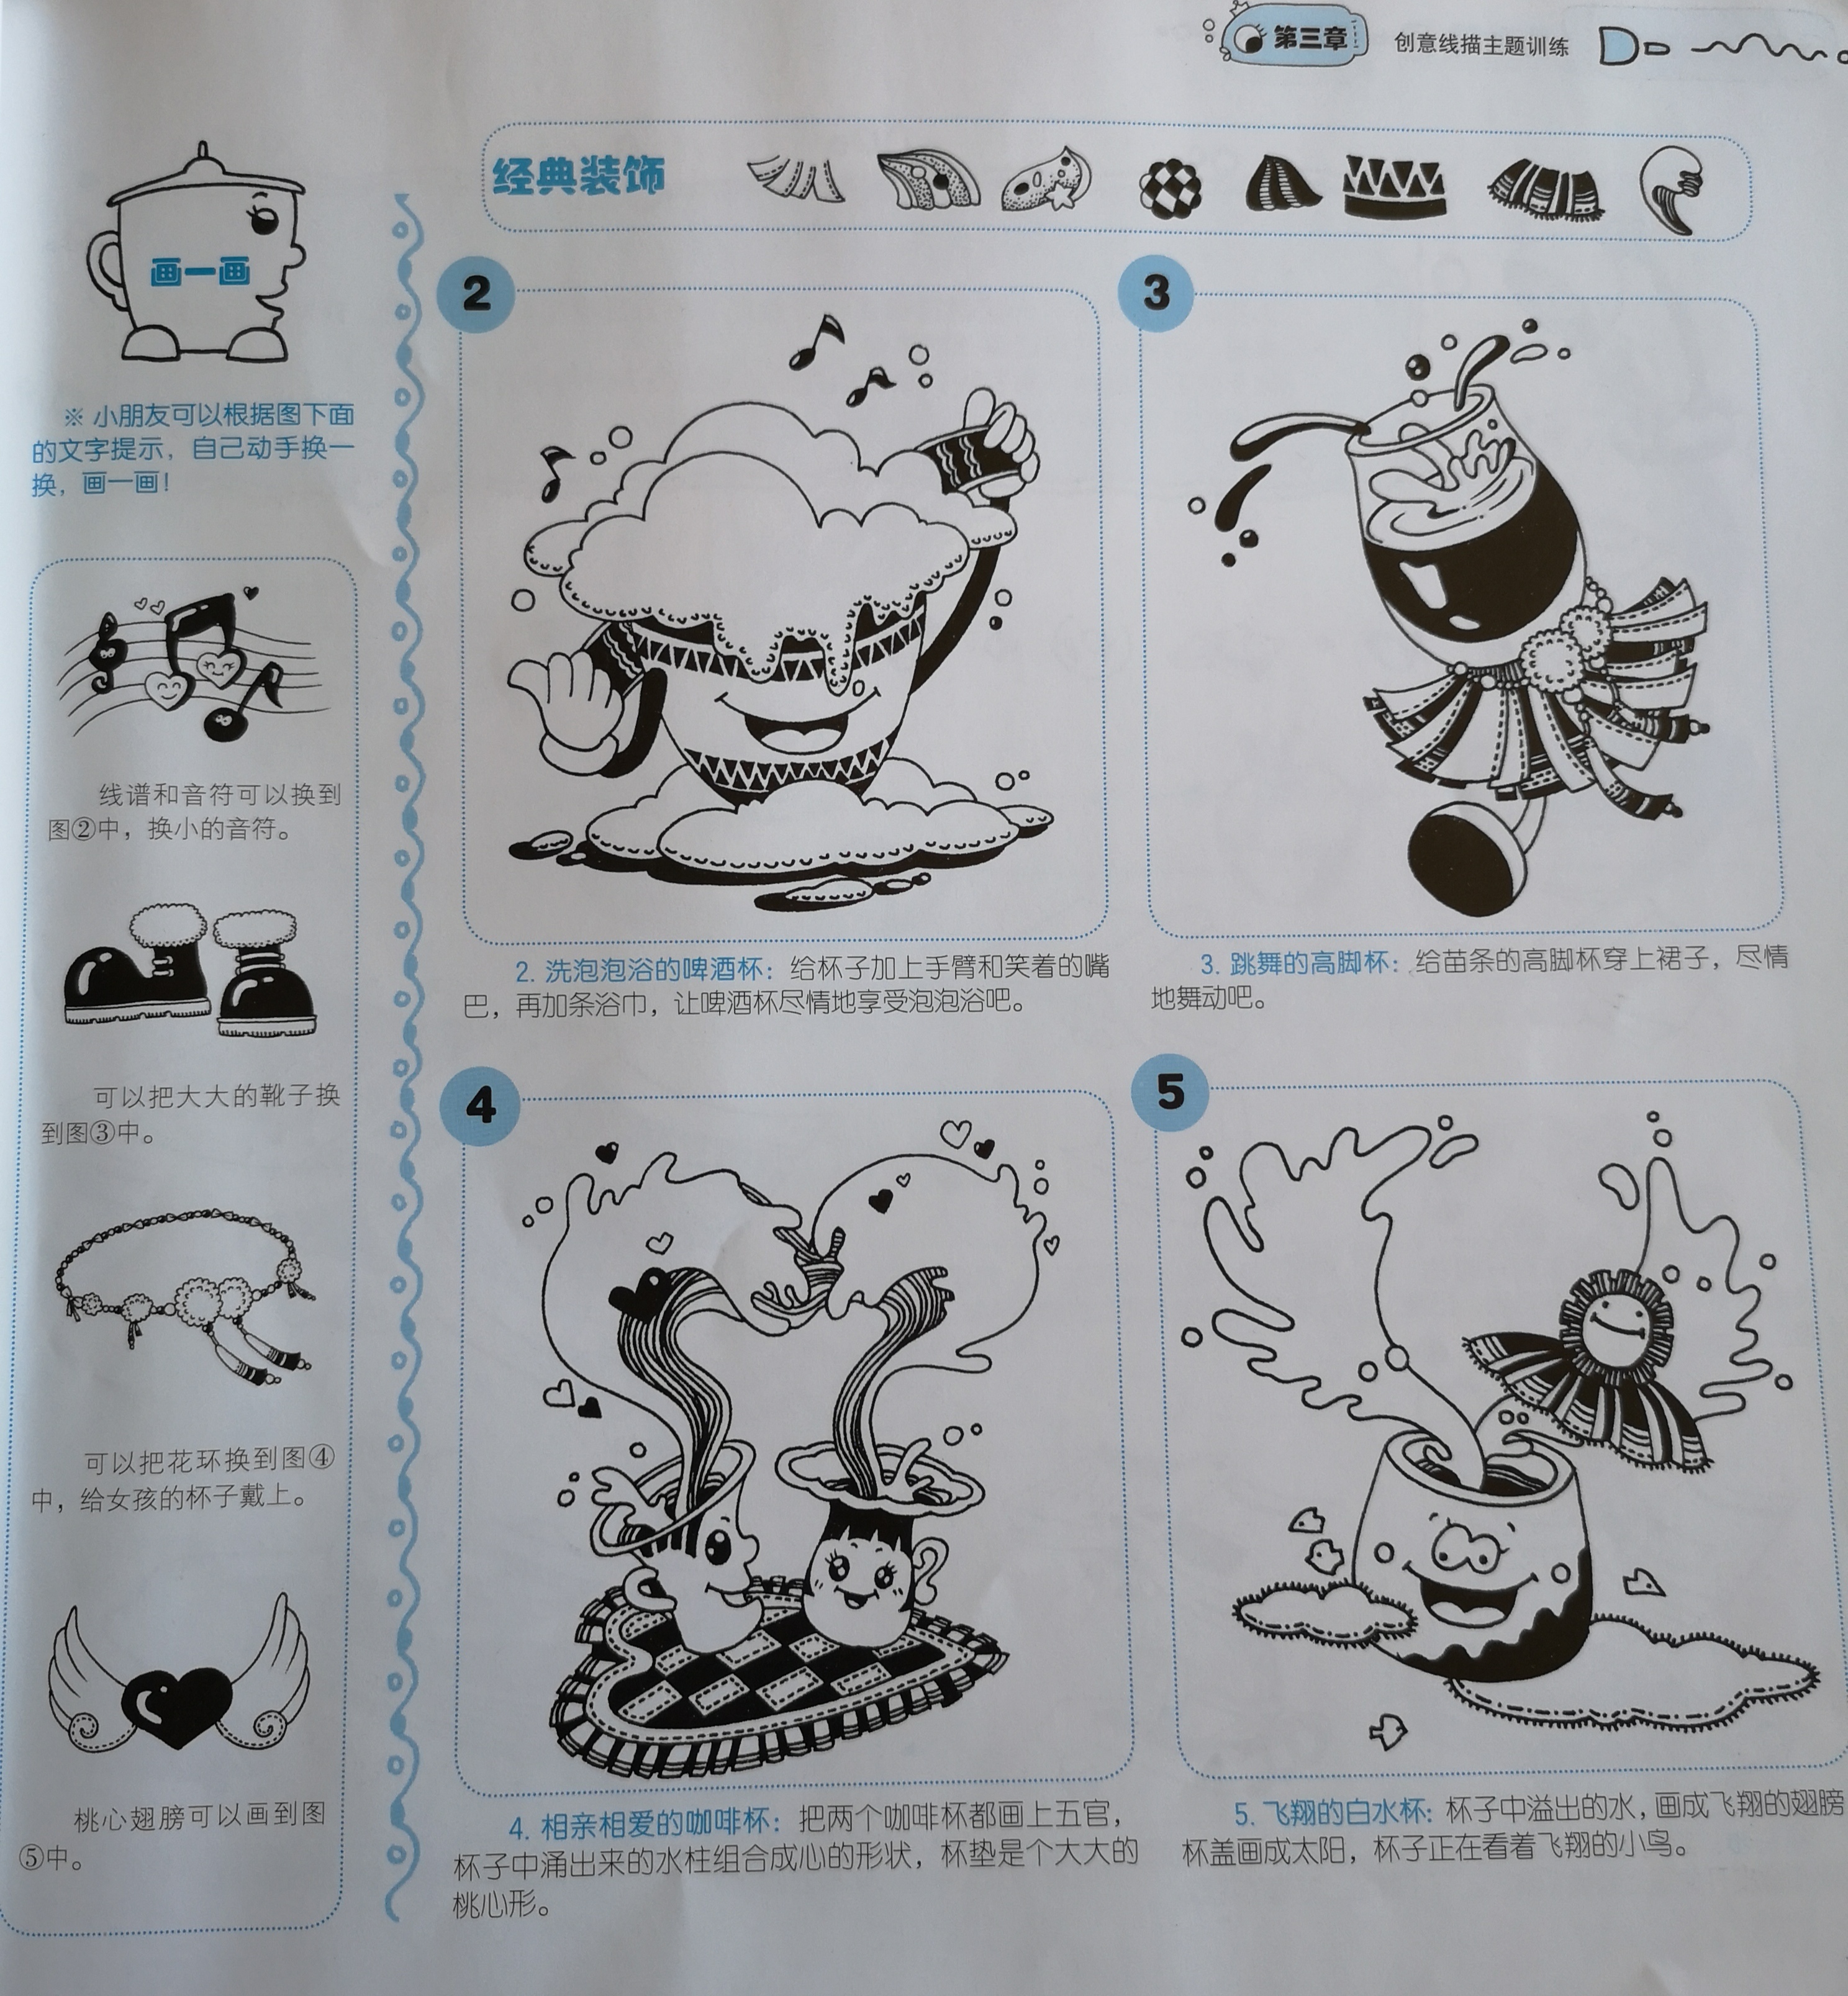 第三章
创意线描主题训练
经典装饰
画一画
※ 小朋友可以根据图下面
的文字提示，自己动手换一
换，画一画！
线谱和音符可以换到
图②中，换小的音符。
可以把大大的靴子换
到图③中。
可以把花环换到图④
中，给女孩的杯子戴上。
桃心翅膀可以画到图
⑤中。
2
2. 洗泡泡浴的啤酒杯：给杯子加上手臂和笑着的嘴
巴，再加条浴巾，让啤酒杯尽情地享受泡泡浴吧。
3
3. 跳舞的高脚杯：给苗条的高脚杯穿上裙子，尽情
地舞动吧。
4
4. 相亲相爱的咖啡杯：把两个咖啡杯都画上五官，
杯子中涌出来的水柱组合成心的形状，杯垫是个大大的
桃心形。
5
5. 飞翔的白水杯：杯子中溢出的水，画成飞翔的翅膀
杯盖画成太阳，杯子正在看着飞翔的小鸟。